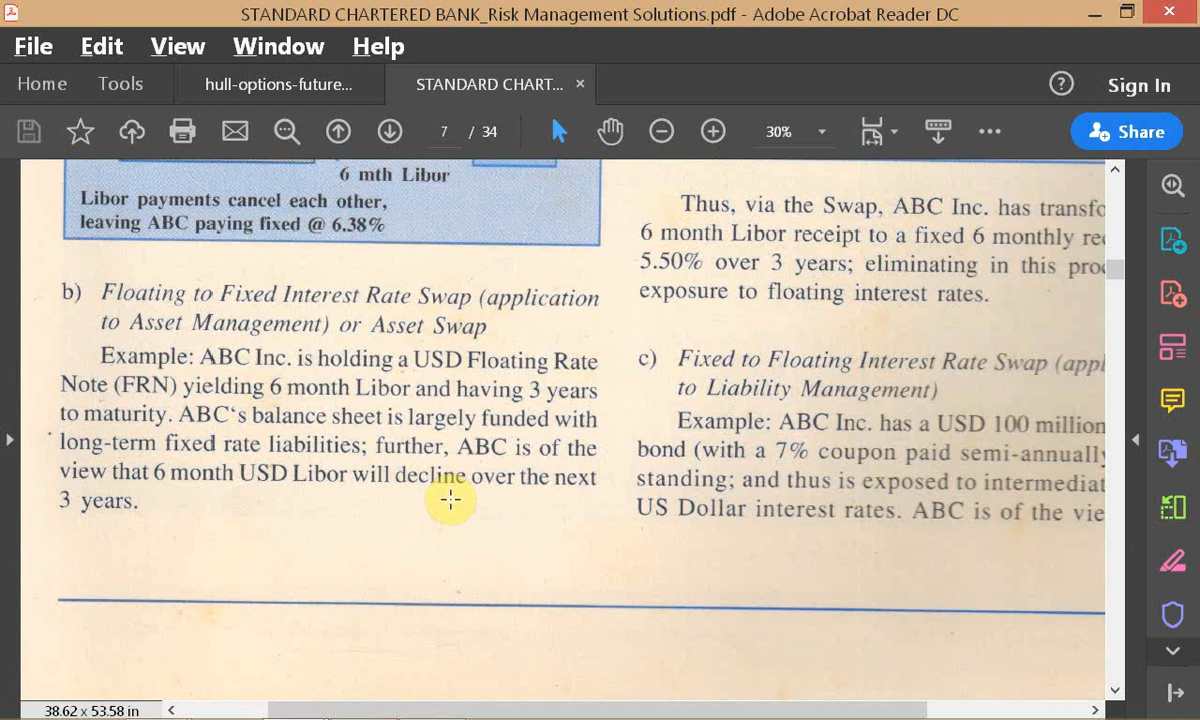 STANDARD CHARTERED BANK_Risk Management Solutions.pdf - Adobe Acrobat Reader DC
File Edit View Window Help
Home Tools hull-options-future... STANDARD CHART... × Sign In
7 / 34 30% Share
6 mth Libor
Libor payments cancel each other,
leaving ABC paying fixed @ 6.38%
b) Floating to Fixed Interest Rate Swap (application
to Asset Management) or Asset Swap
Example: ABC Inc. is holding a USD Floating Rate
Note (FRN) yielding 6 month Libor and having 3 years
to maturity. ABC‘s balance sheet is largely funded with
long-term fixed rate liabilities; further, ABC is of the
view that 6 month USD Libor will decline over the next
3 years.
Thus, via the Swap, ABC Inc. has transfo
6 month Libor receipt to a fixed 6 monthly re
5.50% over 3 years; eliminating in this pro
exposure to floating interest rates.
c) Fixed to Floating Interest Rate Swap (appl
to Liability Management)
Example: ABC Inc. has a USD 100 million
bond (with a 7% coupon paid semi-annually
standing; and thus is exposed to intermediat
US Dollar interest rates. ABC is of the vie
38.62 x 53.58 in